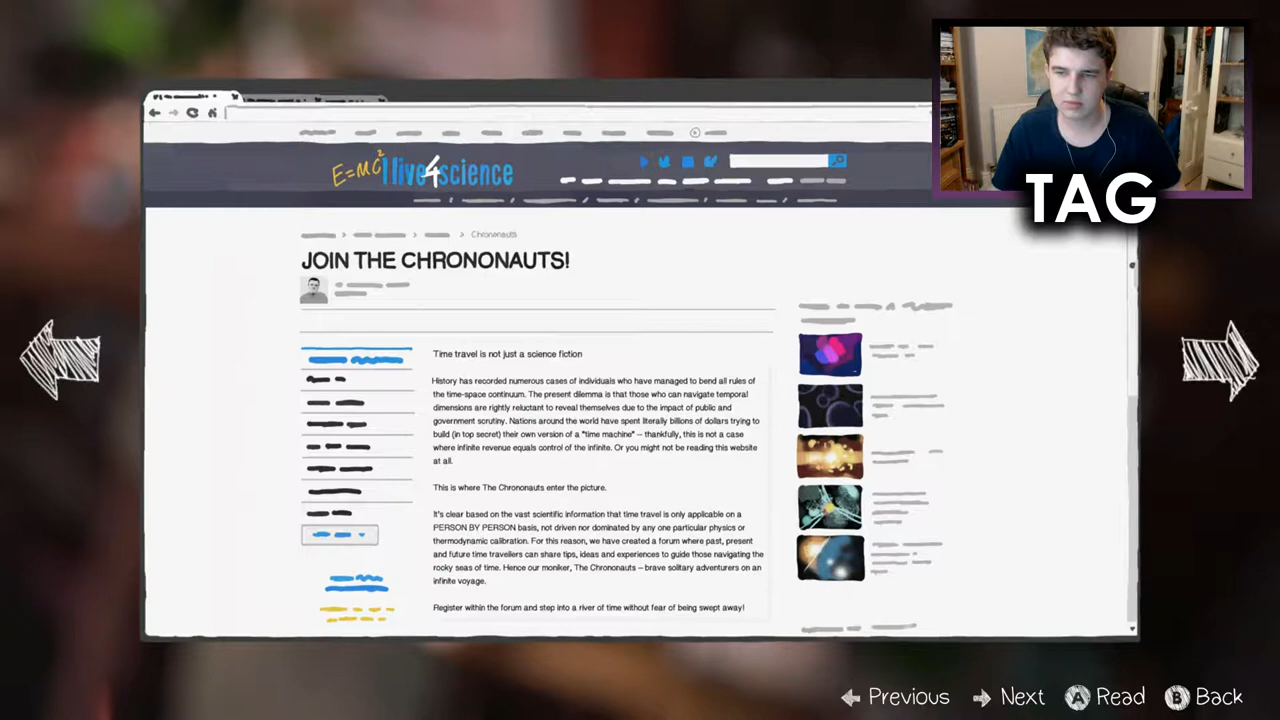 TAG
E=MC2 I live4science
Chrononauts
JOIN THE CHRONONAUTS!
Time travel is not just a science fiction
History has recorded numerous cases of individuals who have managed to bend all rules of
the time-space continuum. The present dilemma is that those who can navigate temporal
dimensions are rightly reluctant to reveal themselves due to the impact of public and
government scrutiny. Nations around the world have spent literally billions of dollars trying to
build (in top secret) their own version of a "time machine" – thankfully, this is not a case
where infinite revenue equals control of the infinite. Or you might not be reading this website
at all.
This is where The Chrononauts enter the picture.
It's clear based on the vast scientific information that time travel is only applicable on a
PERSON BY PERSON basis, not driven nor dominated by any one particular physics or
thermodynamic calibration. For this reason, we have created a forum where past, present
and future time travellers can share tips, ideas and experiences to guide those navigating the
rocky seas of time. Hence our moniker, The Chrononauts – brave solitary adventurers on an
infinite voyage.
Register within the forum and step into a river of time without fear of being swept away!
Previous Next A Read B Back